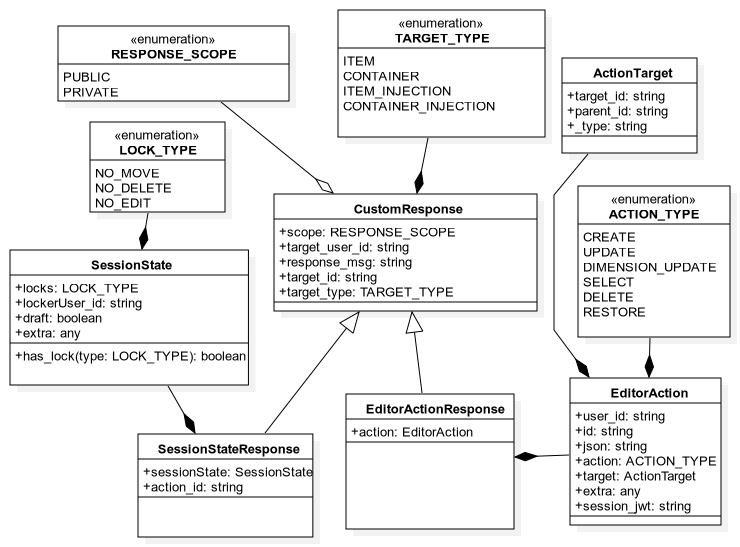 «enumeration»
RESPONSE_SCOPE
PUBLIC
PRIVATE
«enumeration»
TARGET_TYPE
ITEM
CONTAINER
ITEM_INJECTION
CONTAINER_INJECTION
ActionTarget
+target_id: string
+parent_id: string
+_type: string
«enumeration»
LOCK_TYPE
NO_MOVE
NO_DELETE
NO_EDIT
CustomResponse
+scope: RESPONSE_SCOPE
+target_user_id: string
+response_msg: string
+target_id: string
+target_type: TARGET_TYPE
«enumeration»
ACTION_TYPE
CREATE
UPDATE
DIMENSION_UPDATE
SELECT
DELETE
RESTORE
SessionState
+locks: LOCK_TYPE
+lockerUser_id: string
+draft: boolean
+extra: any
+has_lock(type: LOCK_TYPE): boolean
EditorActionResponse
+action: EditorAction
EditorAction
+user_id: string
+id: string
+json: string
+action: ACTION_TYPE
+target: ActionTarget
+extra: any
+session_jwt: string
SessionStateResponse
+sessionState: SessionState
+action_id: string